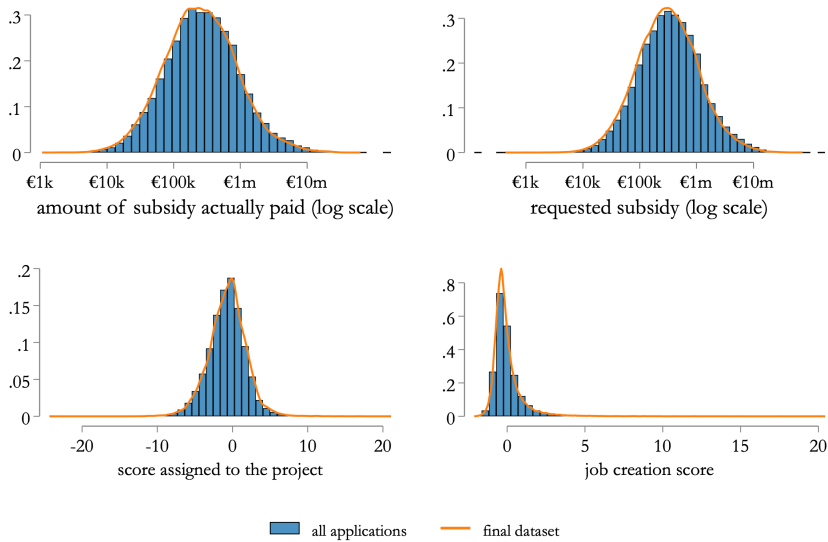 .3
.2
.1
0
€1k €10k €100k €1m €10m
amount of subsidy actually paid (log scale)
.3
.2
.1
0
€1k €10k €100k €1m €10m
requested subsidy (log scale)
.2
.15
.1
.05
0
-20 -10 0 10 20
score assigned to the project
.8
.6
.4
.2
0
0 5 10 15 20
job creation score
all applications final dataset